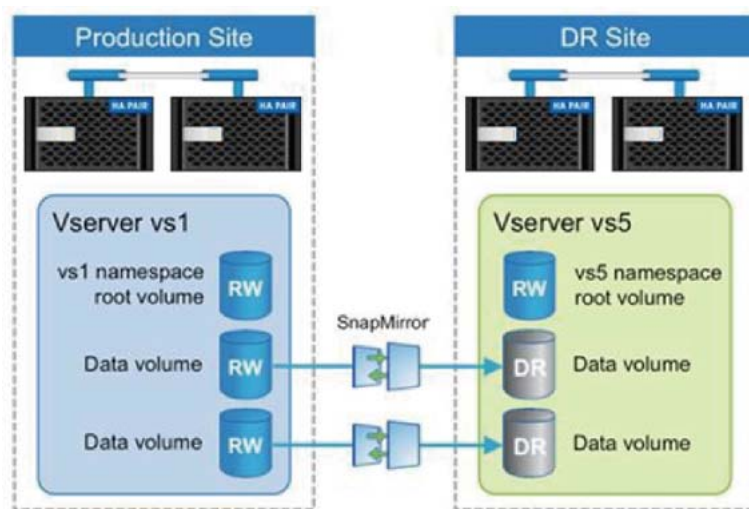 Production Site
DR Site
HA PAIR
HA PAIR
HA PAIR
HA PAIR
Vserver vs1
Vserver vs5
vs1 namespace
root volume
RW
RW
vs5 namespace
root volume
SnapMirror
Data volume
RW
DR
Data volume
Data volume
RW
DR
Data volume